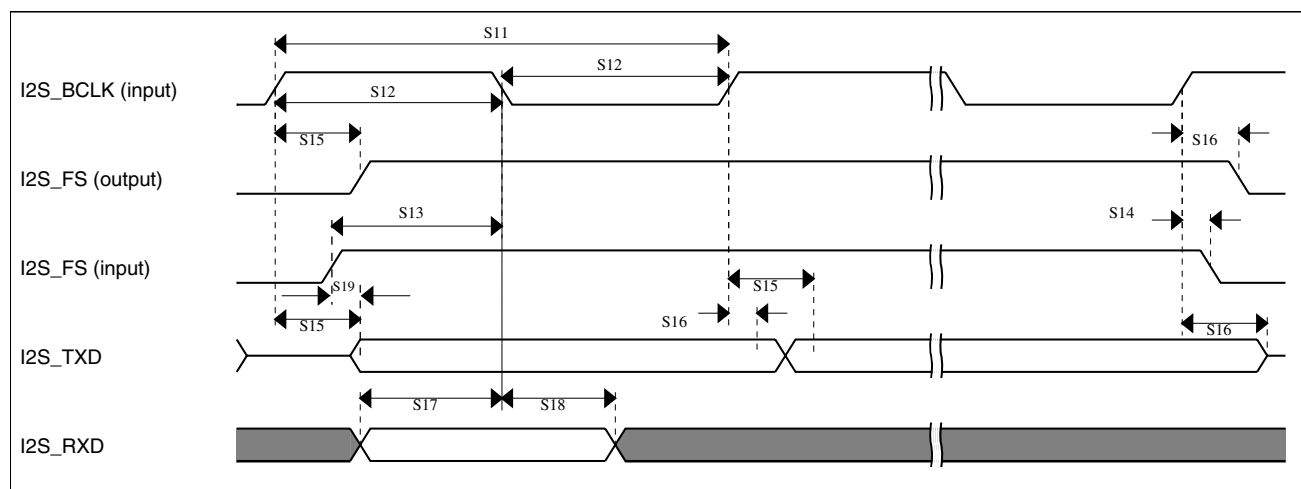 S11
I2S_BCLK (input)
S12
S12
S15
S16
I2S_FS (output)
S13
S14
I2S_FS (input)
S19
S15
S15
S16
S16
I2S_TXD
S17
S18
I2S_RXD